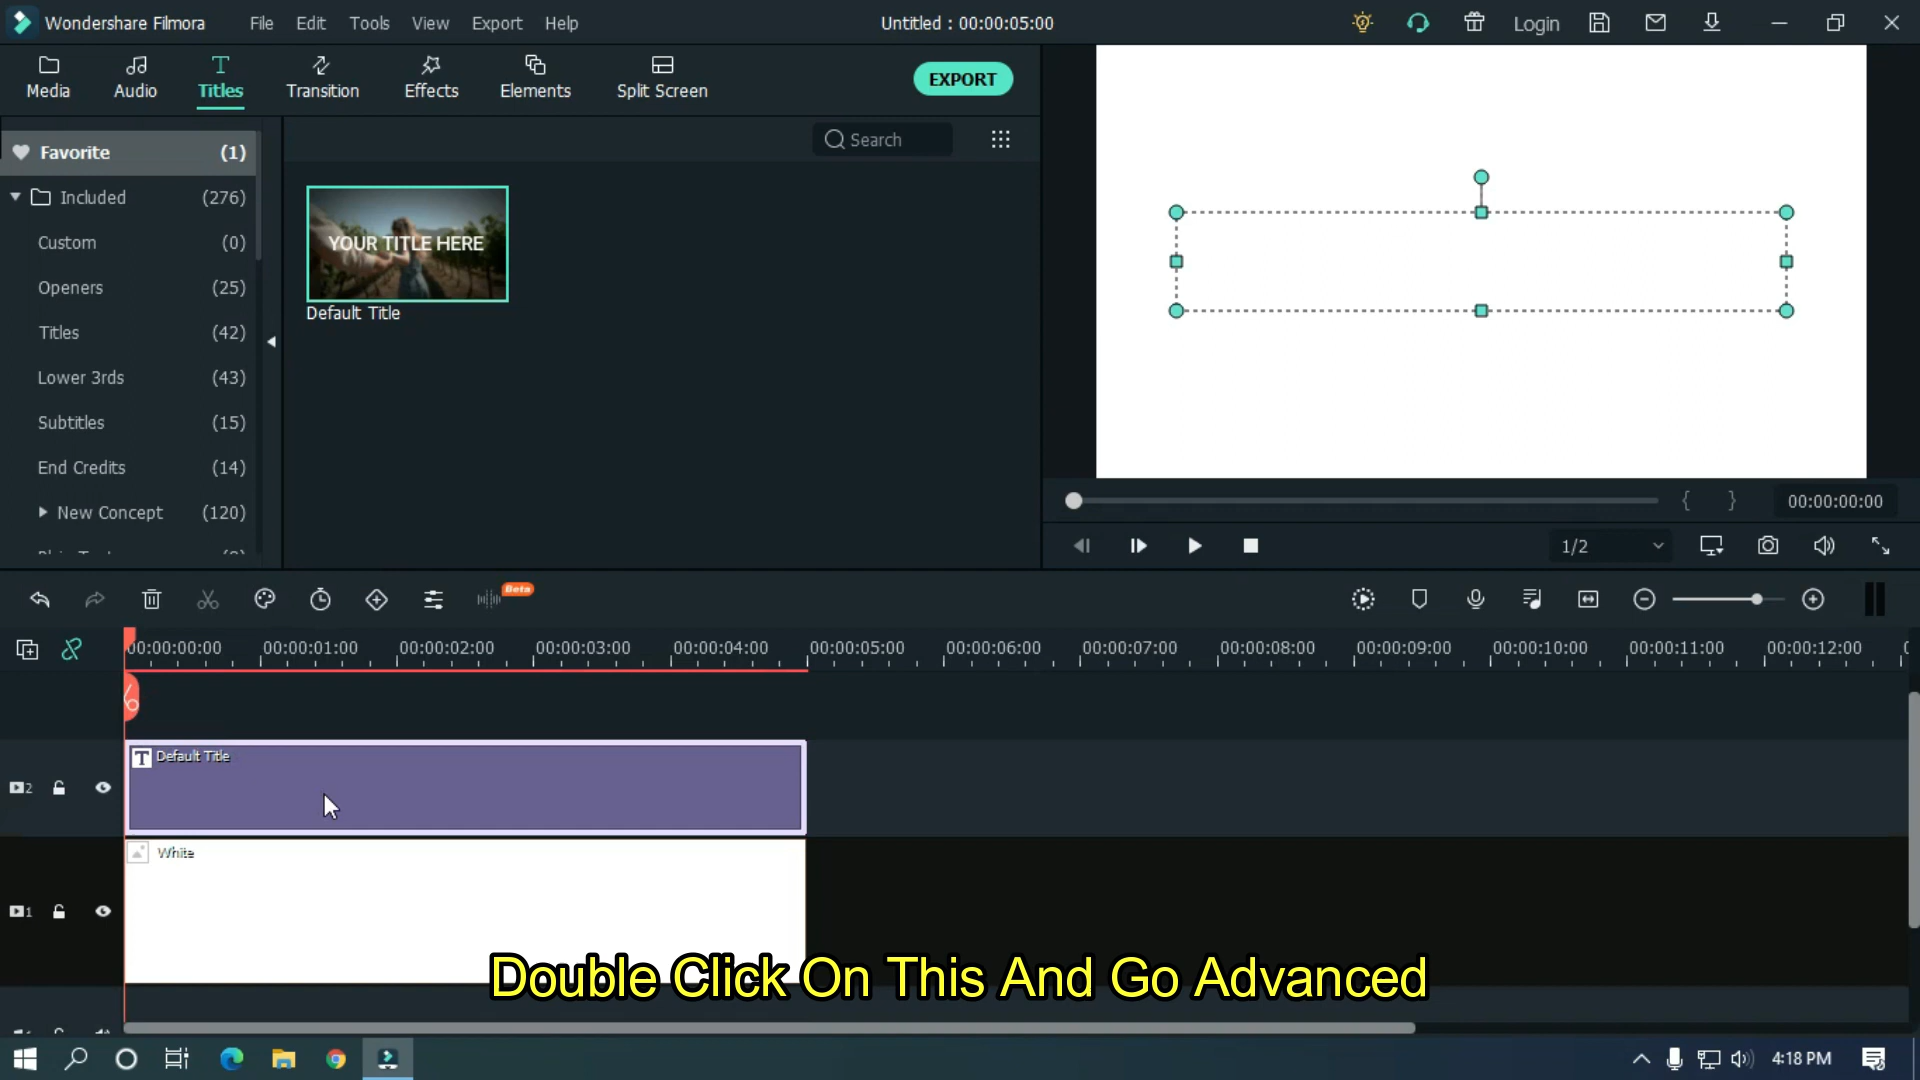 Wondershare Filmora File Edit Tools View Export Help Untitled : 00:00:05:00 Login
Media Audio Titles Transition Effects Elements Split Screen EXPORT
Favorite (1)
Search
Included (276)
Custom (0)
Openers (25)
Titles (42)
Lower 3rds (43)
Subtitles (15)
End Credits (14)
New Concept (120)
YOUR TITLE HERE
Default Title
00:00:00:00
1/2
Beta
00:00:00:00 00:00:01:00 00:00:02:00 00:00:03:00 00:00:04:00 00:00:05:00 00:00:06:00 00:00:07:00 00:00:08:00 00:00:09:00 00:00:10:00 00:00:11:00 00:00:12:00
T Default Title
2
White
1
Double Click On This And Go Advanced
4:18 PM